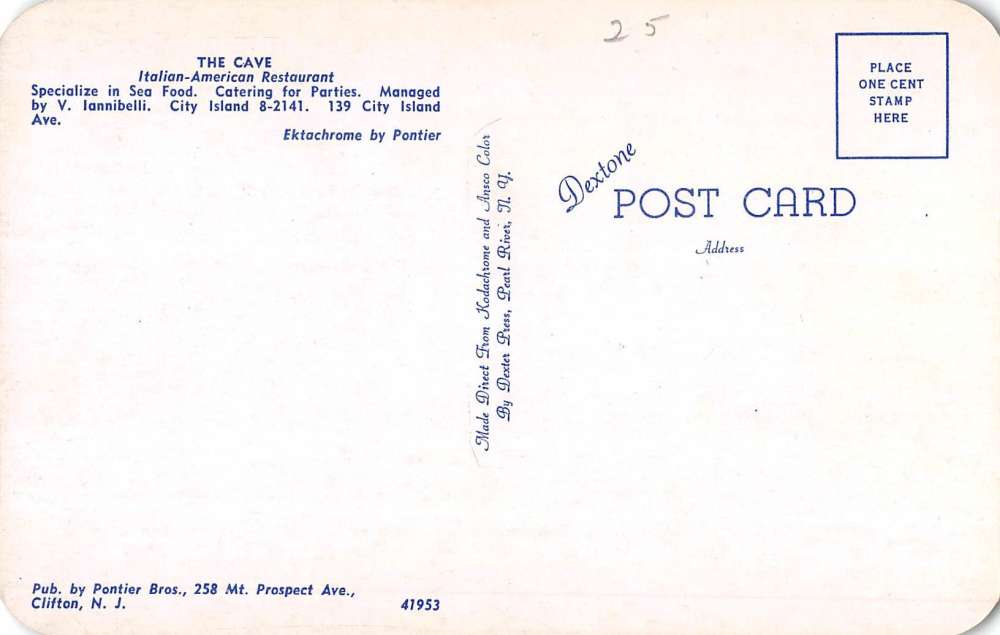 THE CAVE
Italian-American Restaurant
Specialize in Sea Food. Catering for Parties. Managed
by V. Iannibelli. City Island 8-2141. 139 City Island
Ave.
Ektachrome by Pontier
Pub. by Pontier Bros., 258 Mt. Prospect Ave.,
Clifton, N. J. 41953
Made Direct From Kodachrome and Ansco Color
By Dexter Press, Pearl River, N. Y.
25
PLACE
ONE CENT
STAMP
HERE
Dextone
POST CARD
Address